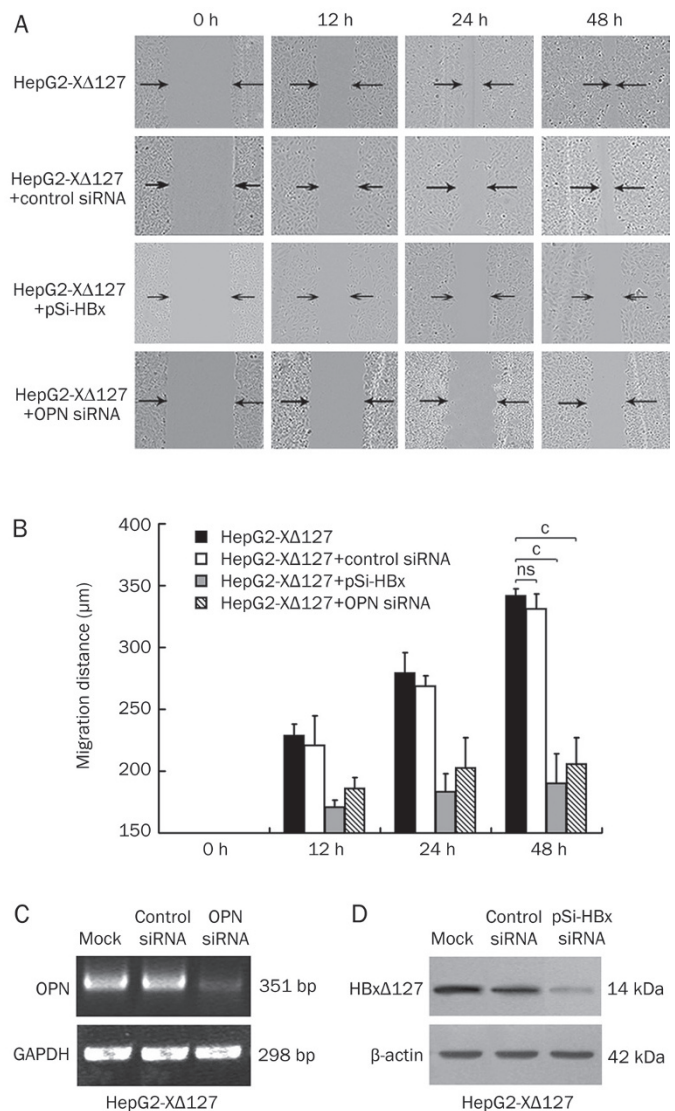 A
0 h 12 h 24 h 48 h
HepG2-XΔ127
HepG2-XΔ127
+control siRNA
HepG2-XΔ127
+pSi-HBx
HepG2-XΔ127
+OPN siRNA
B
Migration distance (μm)
400
350
300
250
200
150
HepG2-XΔ127
HepG2-XΔ127+control siRNA
HepG2-XΔ127+pSi-HBx
HepG2-XΔ127+OPN siRNA
c
c
ns
0 h 12 h 24 h 48 h
C
Mock Control siRNA OPN siRNA
OPN 351 bp
GAPDH 298 bp
HepG2-XΔ127
D
Mock Control siRNA pSi-HBx siRNA
HBxΔ127 14 kDa
β-actin 42 kDa
HepG2-XΔ127